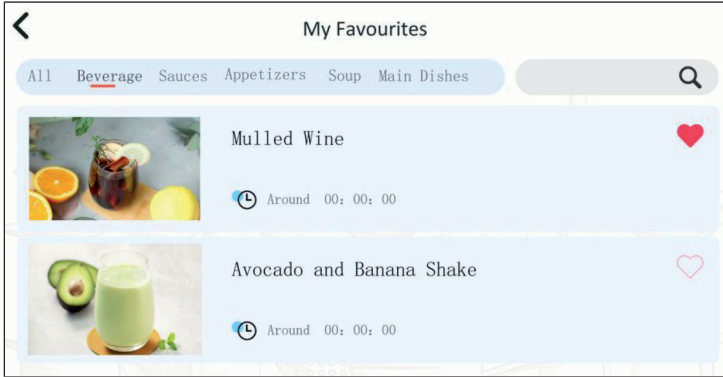 My Favourites
All Beverage Sauces Appetizers Soup Main Dishes
Mulled Wine
Around 00: 00: 00
Avocado and Banana Shake
Around 00: 00: 00